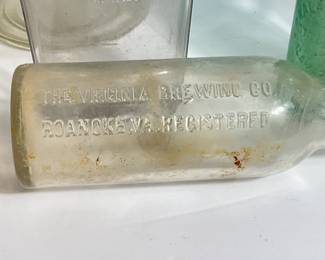 THE VIRGINIA BREWING CO.
ROANOKE VA. REGISTERED